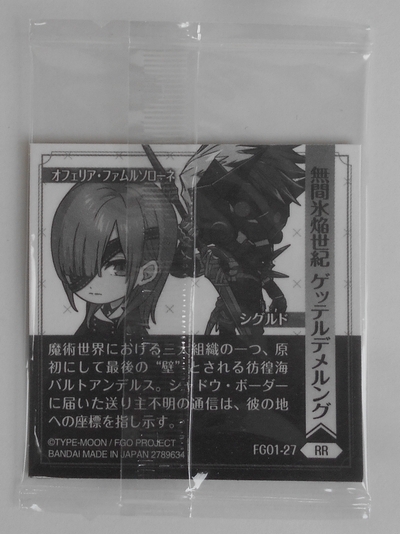 オフェリア・ファムルソローネ
無間氷焔世紀 ゲッテルデメルング
シグルド
魔術世界における三大組織の一つ、原
初にして最後の“壁”とされる彷徨海
バルトアンデルス。シャドウ・ボーダー
に届いた送り主不明の通信は、彼の地
への座標を指し示す。
©TYPE-MOON / FGO PROJECT
BANDAI MADE IN JAPAN 2789634
FGO1-27 RR